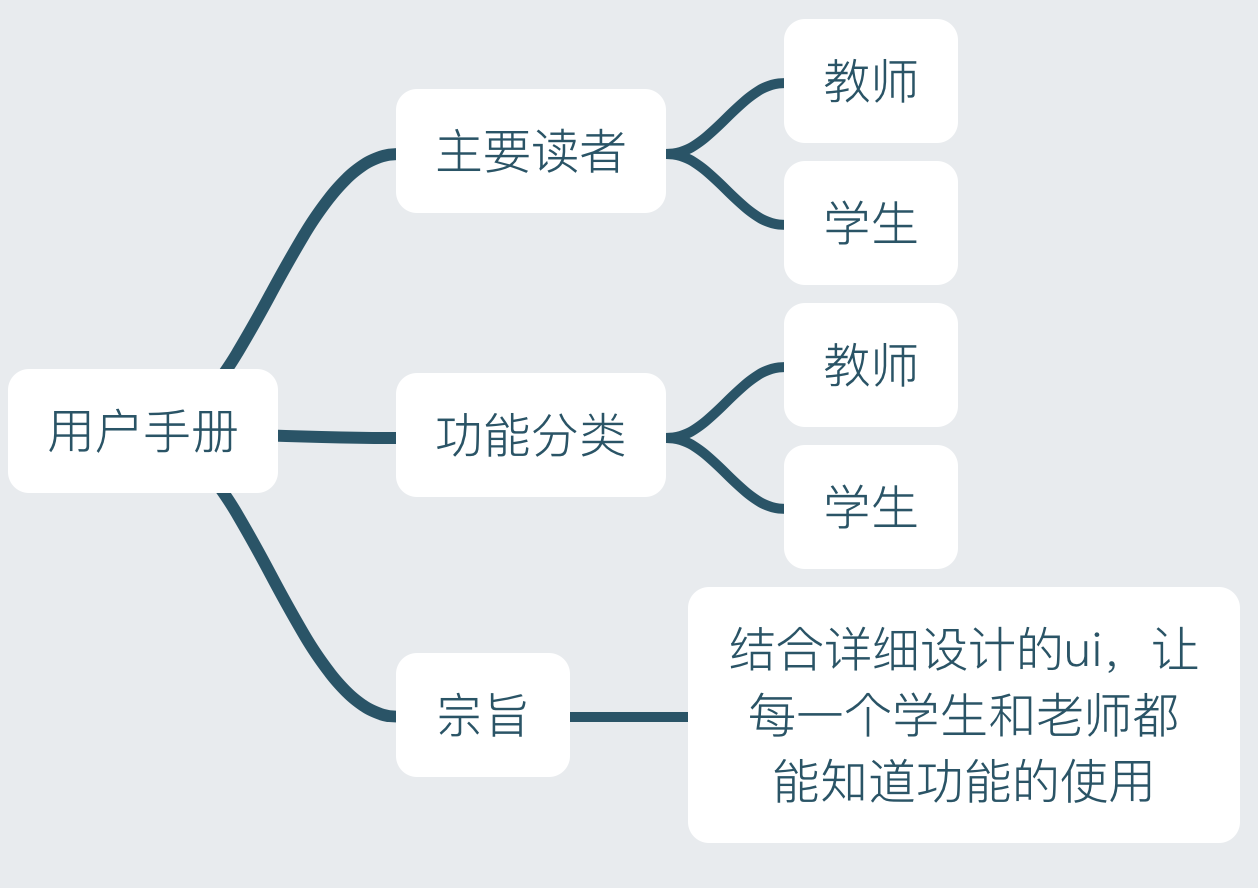 用户手册
主要读者
教师
学生
功能分类
教师
学生
宗旨
结合详细设计的ui，让
每一个学生和老师都
能知道功能的使用